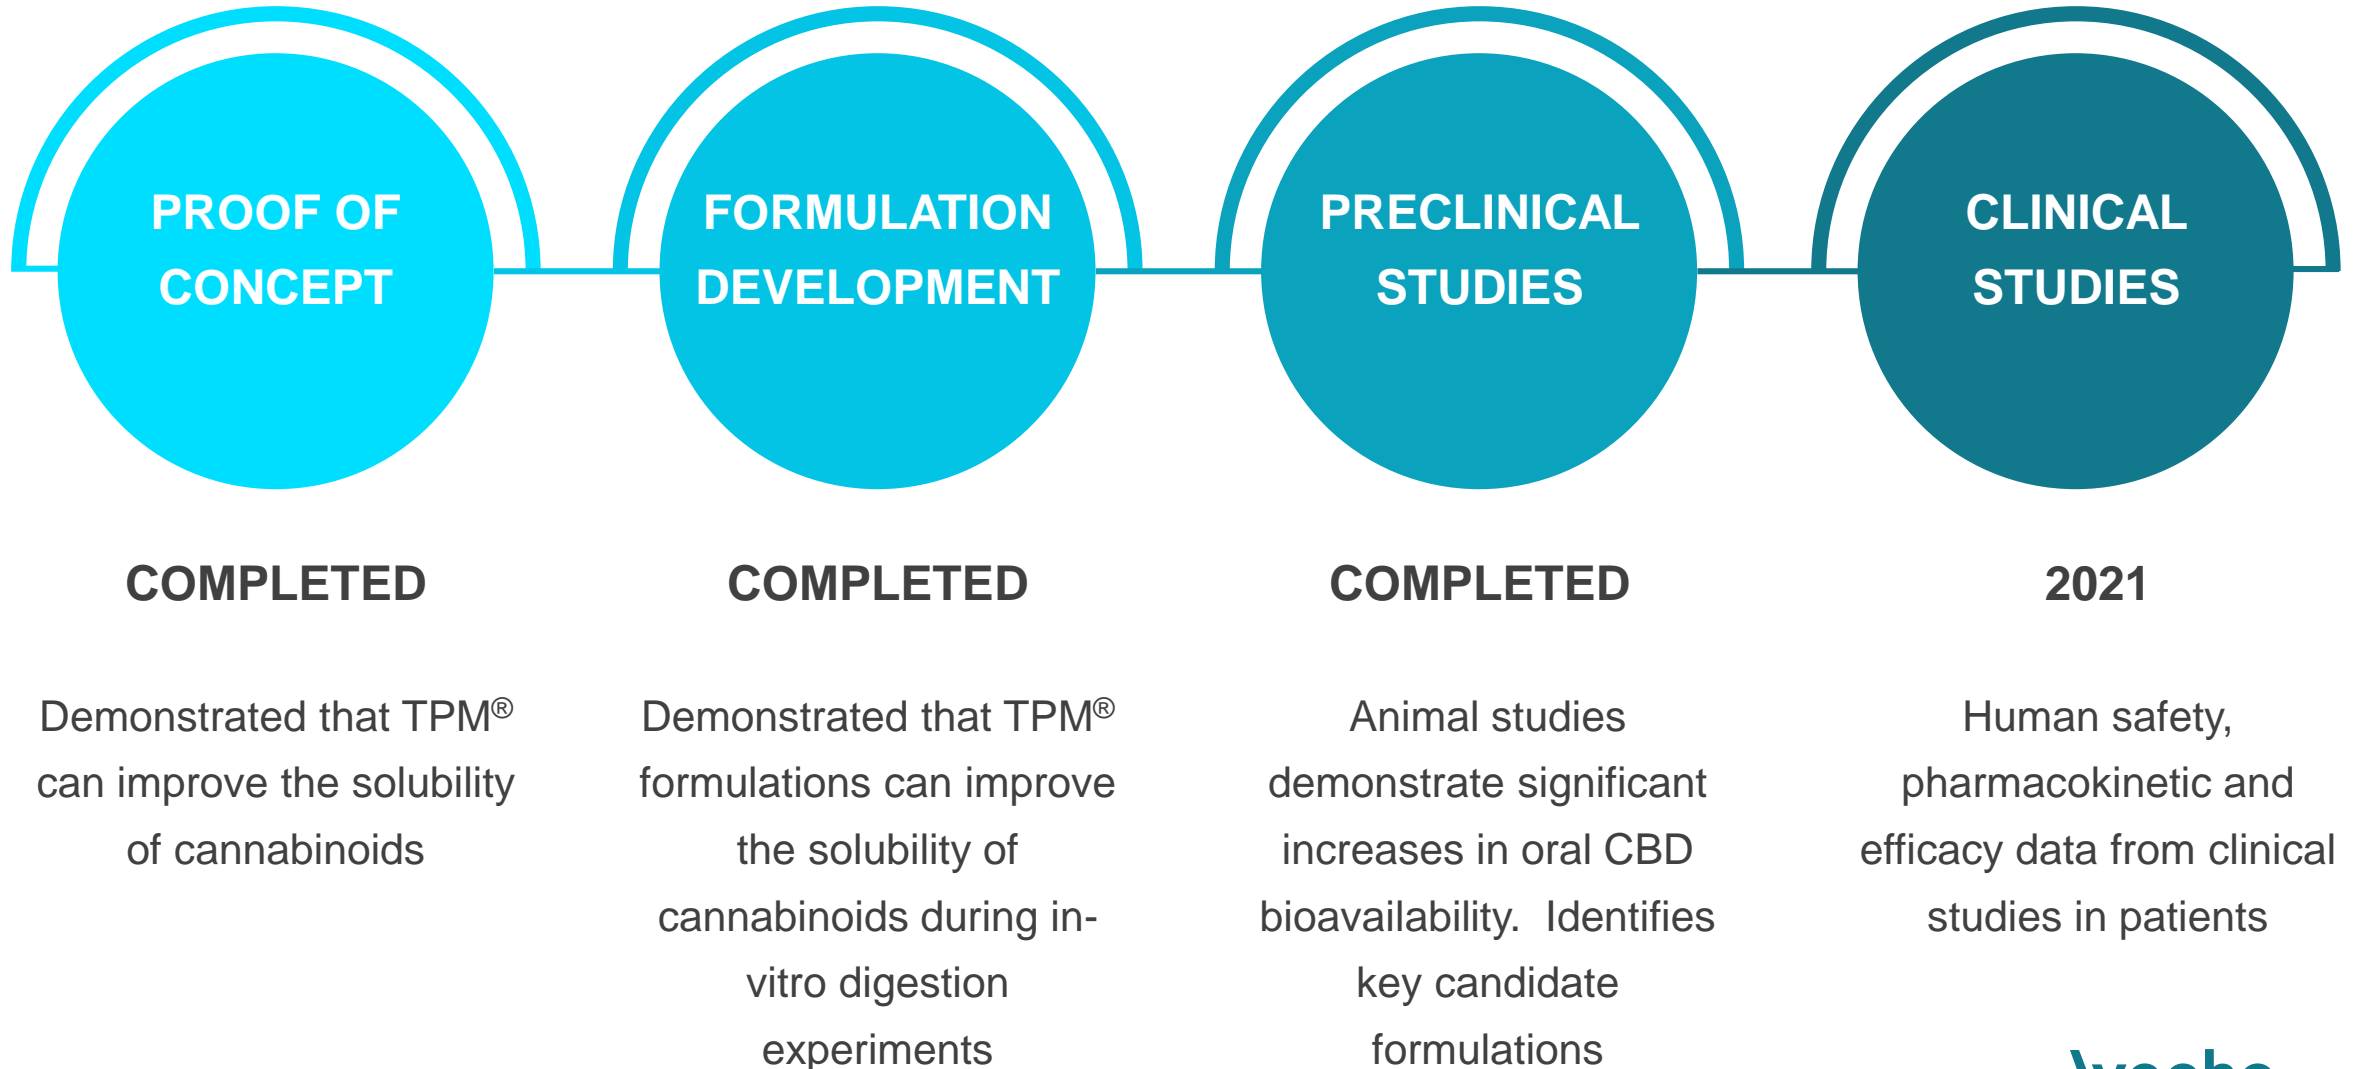 PROOF OF
CONCEPT
COMPLETED
Demonstrated that TPM®
can improve the solubility
of cannabinoids
FORMULATION
DEVELOPMENT
COMPLETED
Demonstrated that TPM®
formulations can improve
the solubility of
cannabinoids during in-
vitro digestion
experiments
PRECLINICAL
STUDIES
COMPLETED
Animal studies
demonstrate significant
increases in oral CBD
bioavailability.  Identifies
key candidate
formulations
CLINICAL
STUDIES
2021
Human safety,
pharmacokinetic and
efficacy data from clinical
studies in patients